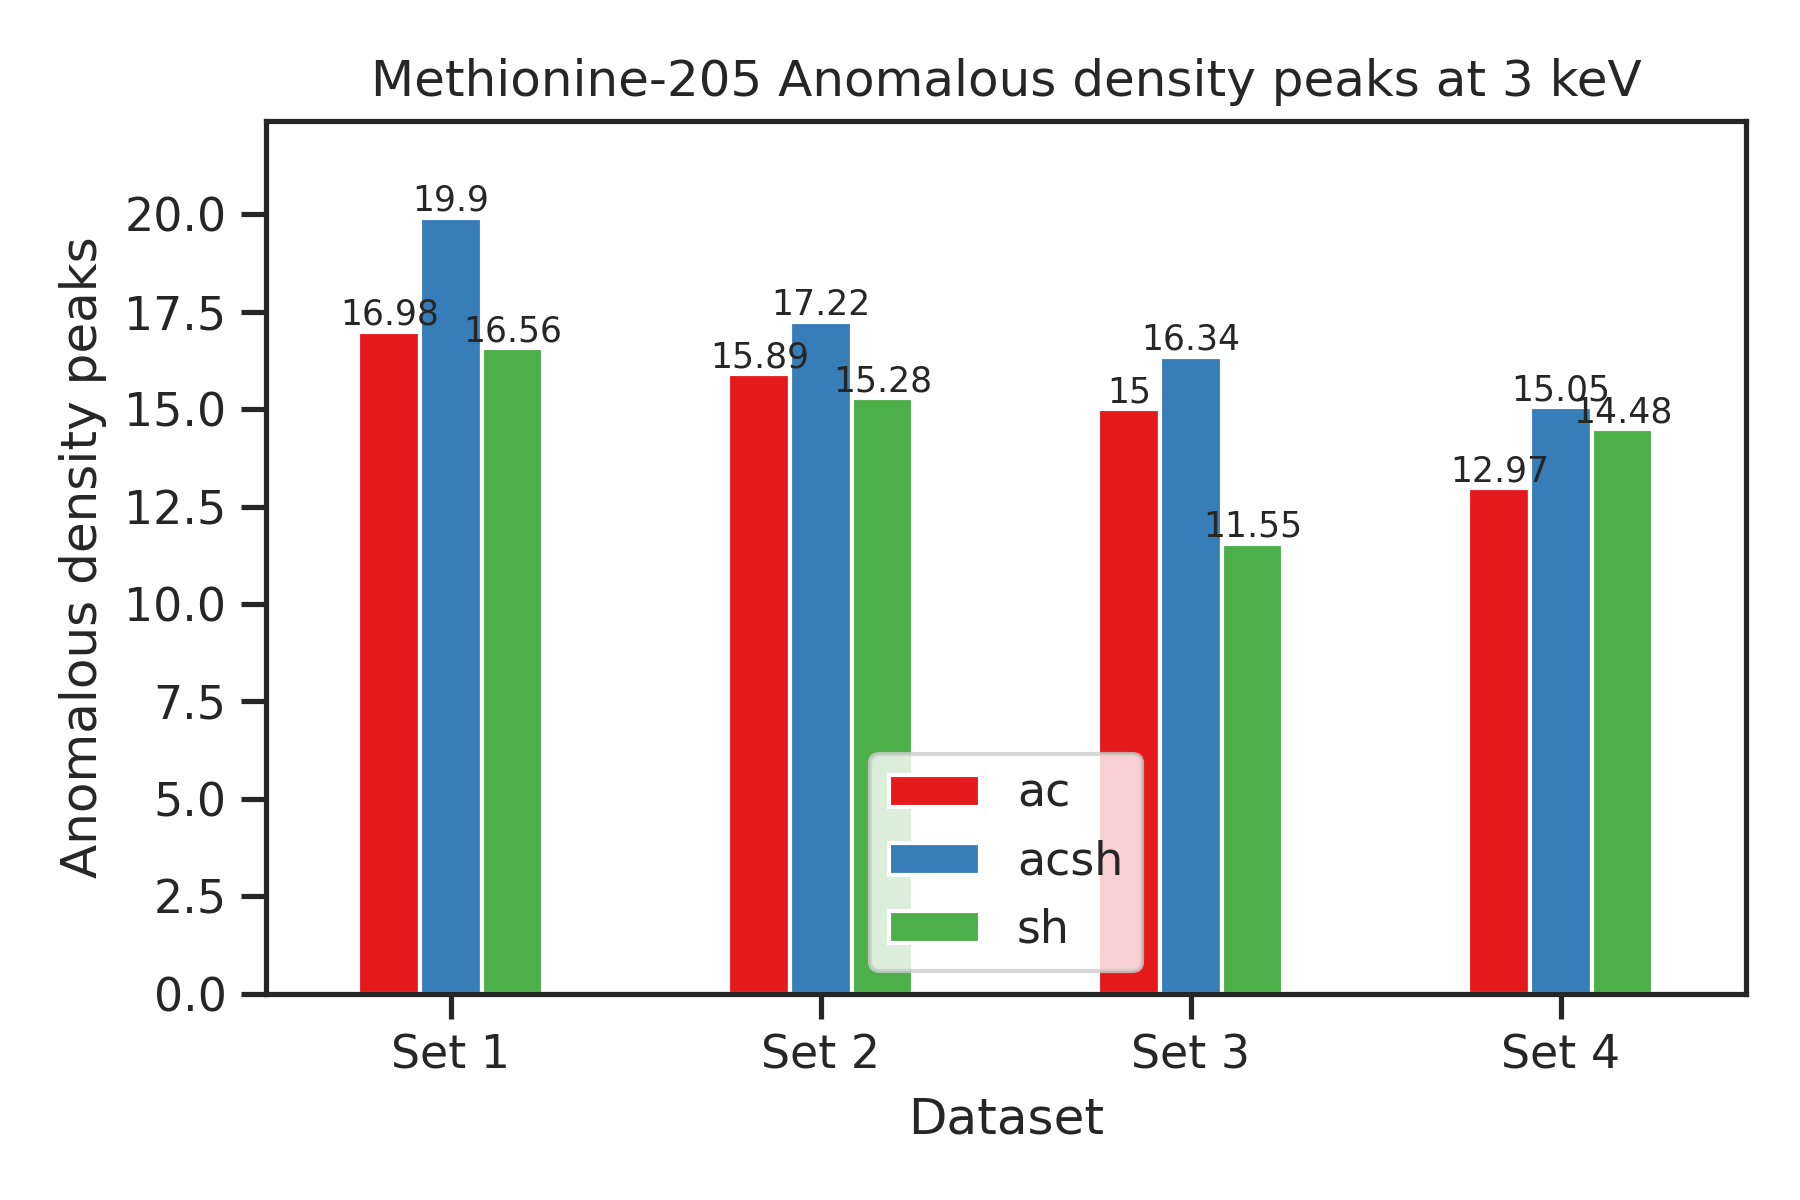 Methionine-205 Anomalous density peaks at 3 keV
Anomalous density peaks
20.0
17.5
15.0
12.5
10.0
7.5
5.0
2.5
0.0
16.98
19.9
16.56
15.89
17.22
15.28
15
16.34
11.55
12.97
15.05
14.48
ac
acsh
sh
Set 1
Set 2
Set 3
Set 4
Dataset